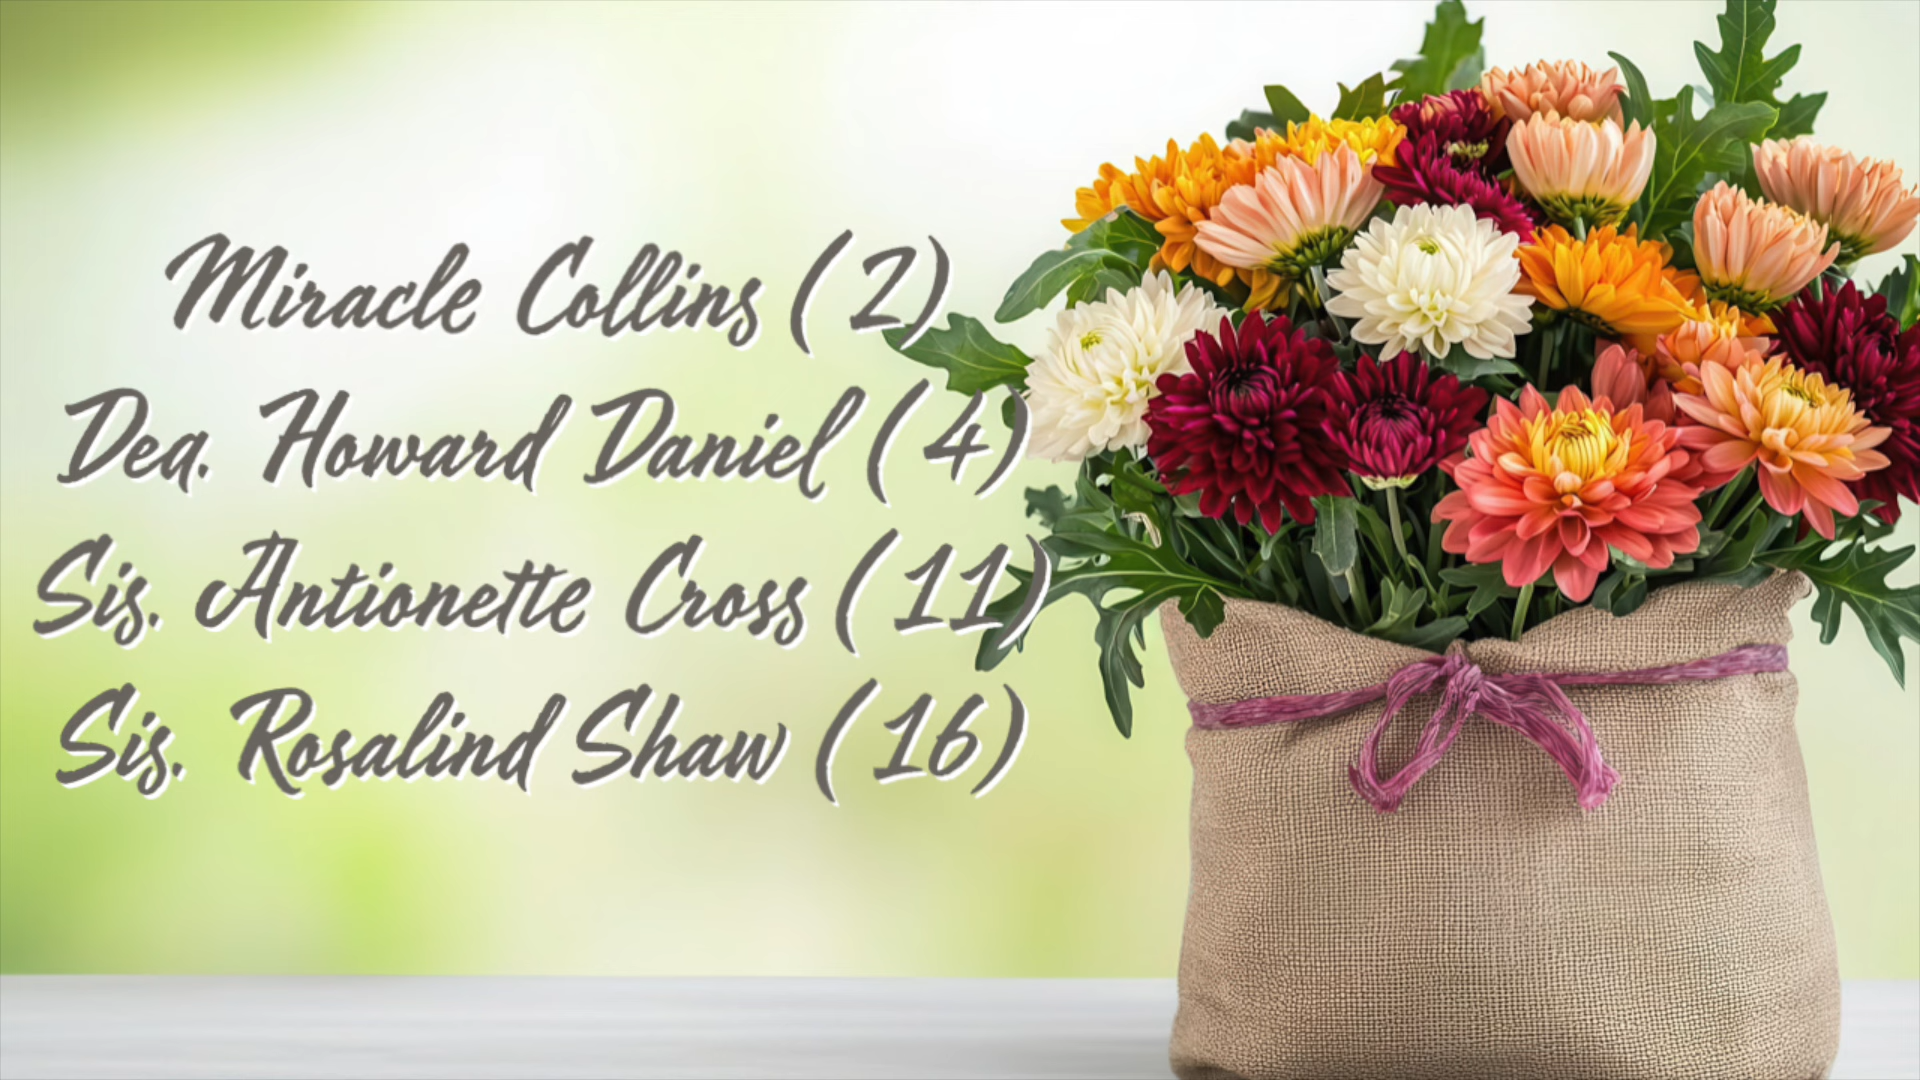 Miracle Collins (2)
Dea. Howard Daniel (4)
Sis. Antionette Cross (11)
Sis. Rosalind Shaw (16)